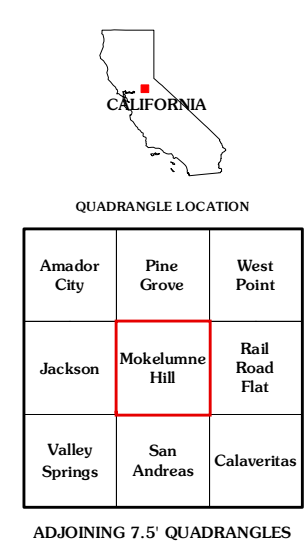 CALIFORNIA
QUADRANGLE LOCATION
Amador
City
Pine
Grove
West
Point
Jackson
Mokelumne
Hill
Rail
Road
Flat
Valley
Springs
San
Andreas
Calaveritas
ADJOINING 7.5' QUADRANGLES